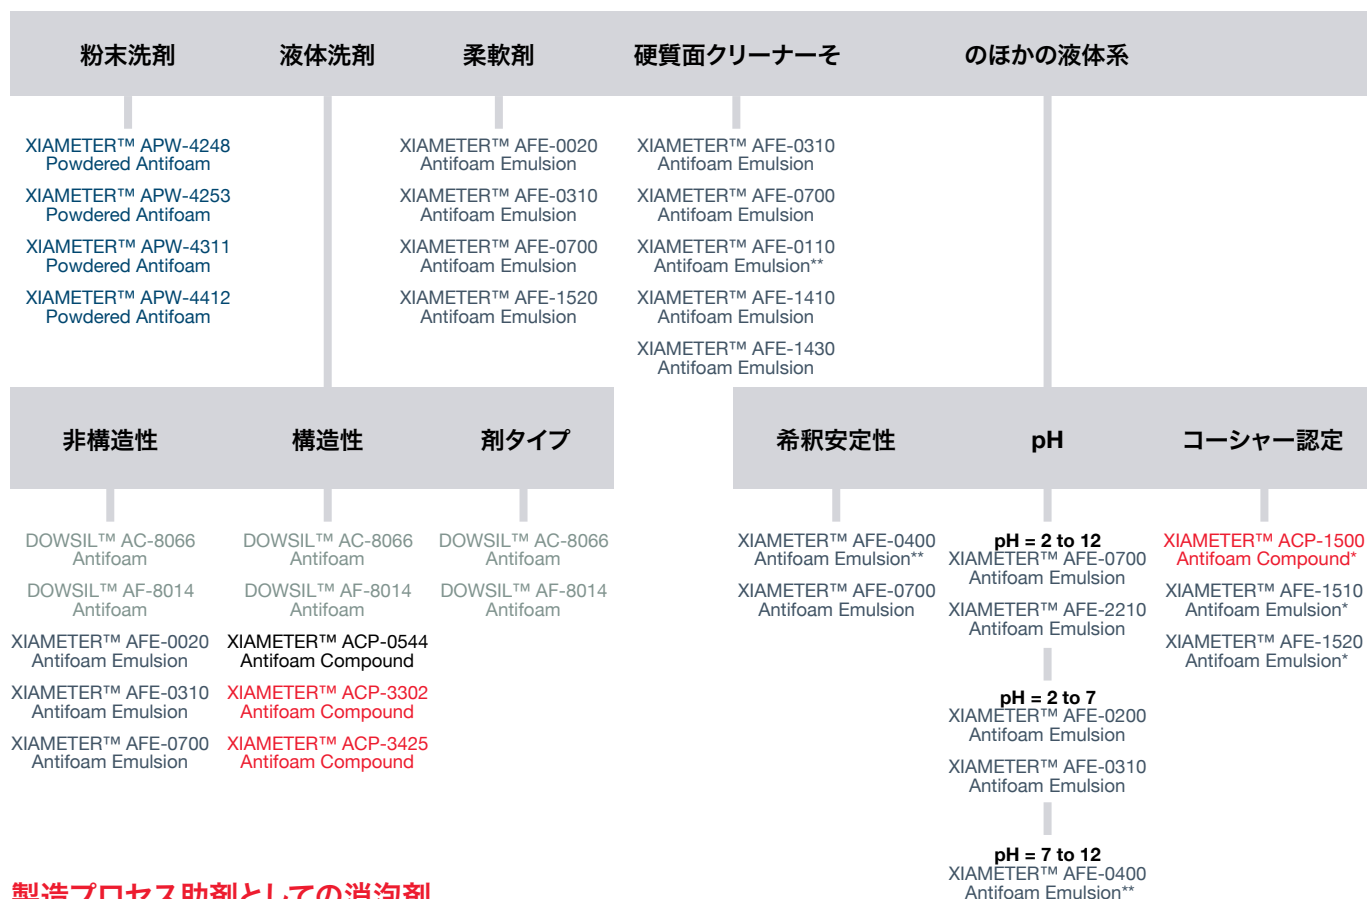 粉末洗剤
液体洗剤
柔軟剤
硬質面クリーナーそ
のほかの液体系
XIAMETER™ APW-4248
Powdered Antifoam
XIAMETER™ APW-4253
Powdered Antifoam
XIAMETER™ APW-4311
Powdered Antifoam
XIAMETER™ APW-4412
Powdered Antifoam
XIAMETER™ AFE-0020
Antifoam Emulsion
XIAMETER™ AFE-0310
Antifoam Emulsion
XIAMETER™ AFE-0700
Antifoam Emulsion
XIAMETER™ AFE-1520
Antifoam Emulsion
XIAMETER™ AFE-0310
Antifoam Emulsion
XIAMETER™ AFE-0700
Antifoam Emulsion
XIAMETER™ AFE-0110
Antifoam Emulsion**
XIAMETER™ AFE-1410
Antifoam Emulsion
XIAMETER™ AFE-1430
Antifoam Emulsion
非構造性
構造性
剤タイプ
希釈安定性
pH
コーシャー認定
DOWSIL™ AC-8066
Antifoam
DOWSIL™ AF-8014
Antifoam
XIAMETER™ AFE-0020
Antifoam Emulsion
XIAMETER™ AFE-0310
Antifoam Emulsion
XIAMETER™ AFE-0700
Antifoam Emulsion
DOWSIL™ AC-8066
Antifoam
DOWSIL™ AF-8014
Antifoam
XIAMETER™ ACP-0544
Antifoam Compound
XIAMETER™ ACP-3302
Antifoam Compound
XIAMETER™ ACP-3425
Antifoam Compound
DOWSIL™ AC-8066
Antifoam
DOWSIL™ AF-8014
Antifoam
XIAMETER™ AFE-0400
Antifoam Emulsion**
XIAMETER™ AFE-0700
Antifoam Emulsion
pH = 2 to 12
XIAMETER™ AFE-0700
Antifoam Emulsion
XIAMETER™ AFE-2210
Antifoam Emulsion
pH = 2 to 7
XIAMETER™ AFE-0200
Antifoam Emulsion
XIAMETER™ AFE-0310
Antifoam Emulsion
pH = 7 to 12
XIAMETER™ AFE-0400
Antifoam Emulsion**
XIAMETER™ ACP-1500
Antifoam Compound*
XIAMETER™ AFE-1510
Antifoam Emulsion*
XIAMETER™ AFE-1520
Antifoam Emulsion*
製造プロセス助剤としての消泡剤